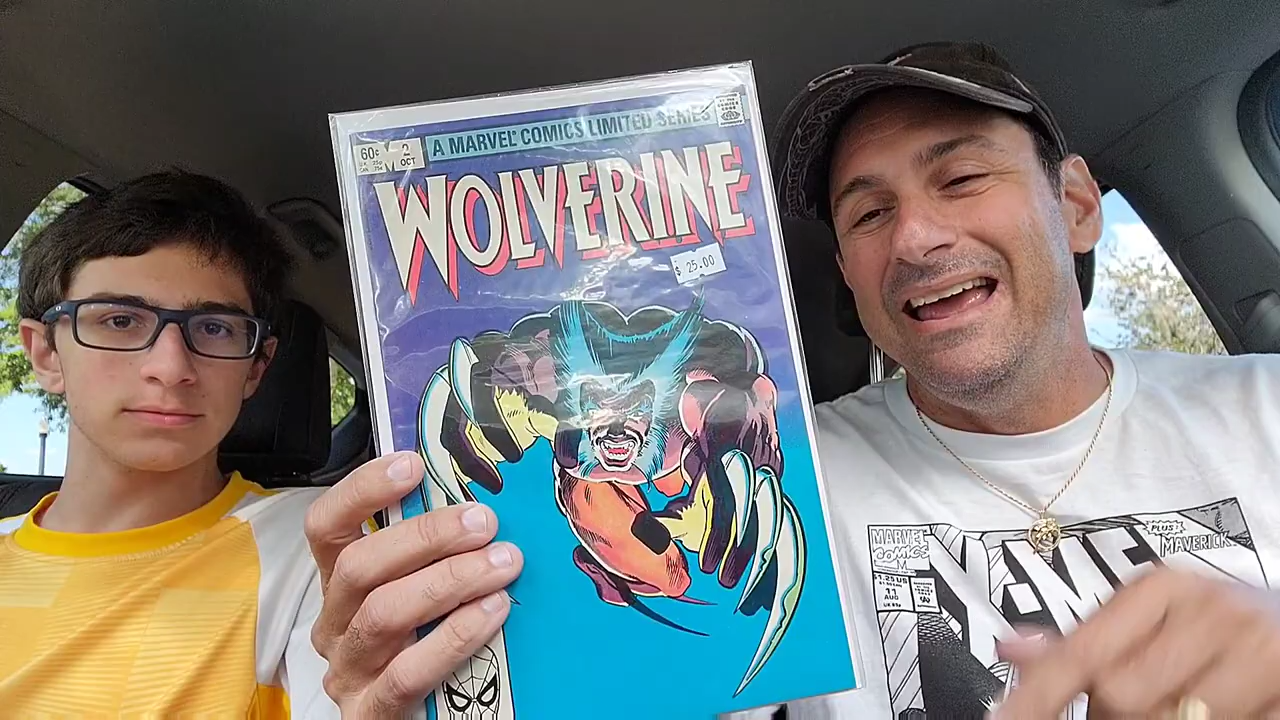 A MARVEL COMICS LIMITED SERIES
60¢
2
OCT
WOLVERINE
$ 25.00
MARVEL
COMICS
$1.25 US
11
AUG
X-MEN
PLUS!
MAVERICK